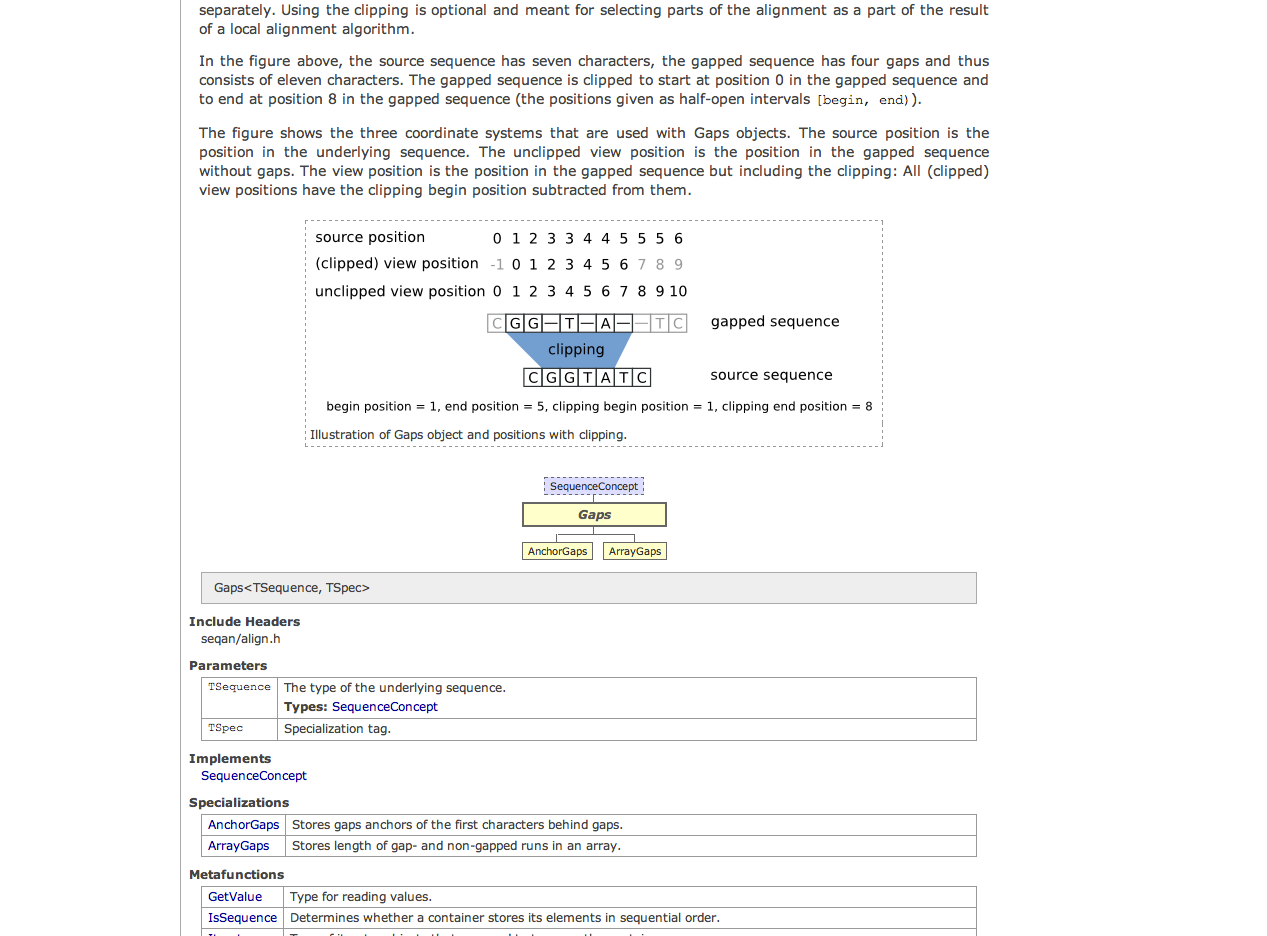 separately. Using the clipping is optional and meant for selecting parts of the alignment as a part of the result
of a local alignment algorithm.
In the figure above, the source sequence has seven characters, the gapped sequence has four gaps and thus
consists of eleven characters. The gapped sequence is clipped to start at position 0 in the gapped sequence and
to end at position 8 in the gapped sequence (the positions given as half-open intervals [begin, end)).
The figure shows the three coordinate systems that are used with Gaps objects. The source position is the
position in the underlying sequence. The unclipped view position is the position in the gapped sequence
without gaps. The view position is the position in the gapped sequence but including the clipping: All (clipped)
view positions have the clipping begin position subtracted from them.
source position 0 1 2 3 3 4 4 5 5 5 6
(clipped) view position -1 0 1 2 3 4 5 6 7 8 9
unclipped view position 0 1 2 3 4 5 6 7 8 9 10
C G G — T — A — — T C gapped sequence
clipping
C G G T A T C source sequence
begin position = 1, end position = 5, clipping begin position = 1, clipping end position = 8
Illustration of Gaps object and positions with clipping.
SequenceConcept
Gaps
AnchorGaps ArrayGaps
Gaps<TSequence, TSpec>
Include Headers
seqan/align.h
Parameters
TSequence The type of the underlying sequence.
Types: SequenceConcept
TSpec Specialization tag.
Implements
SequenceConcept
Specializations
AnchorGaps Stores gaps anchors of the first characters behind gaps.
ArrayGaps Stores length of gap- and non-gapped runs in an array.
Metafunctions
GetValue Type for reading values.
IsSequence Determines whether a container stores its elements in sequential order.